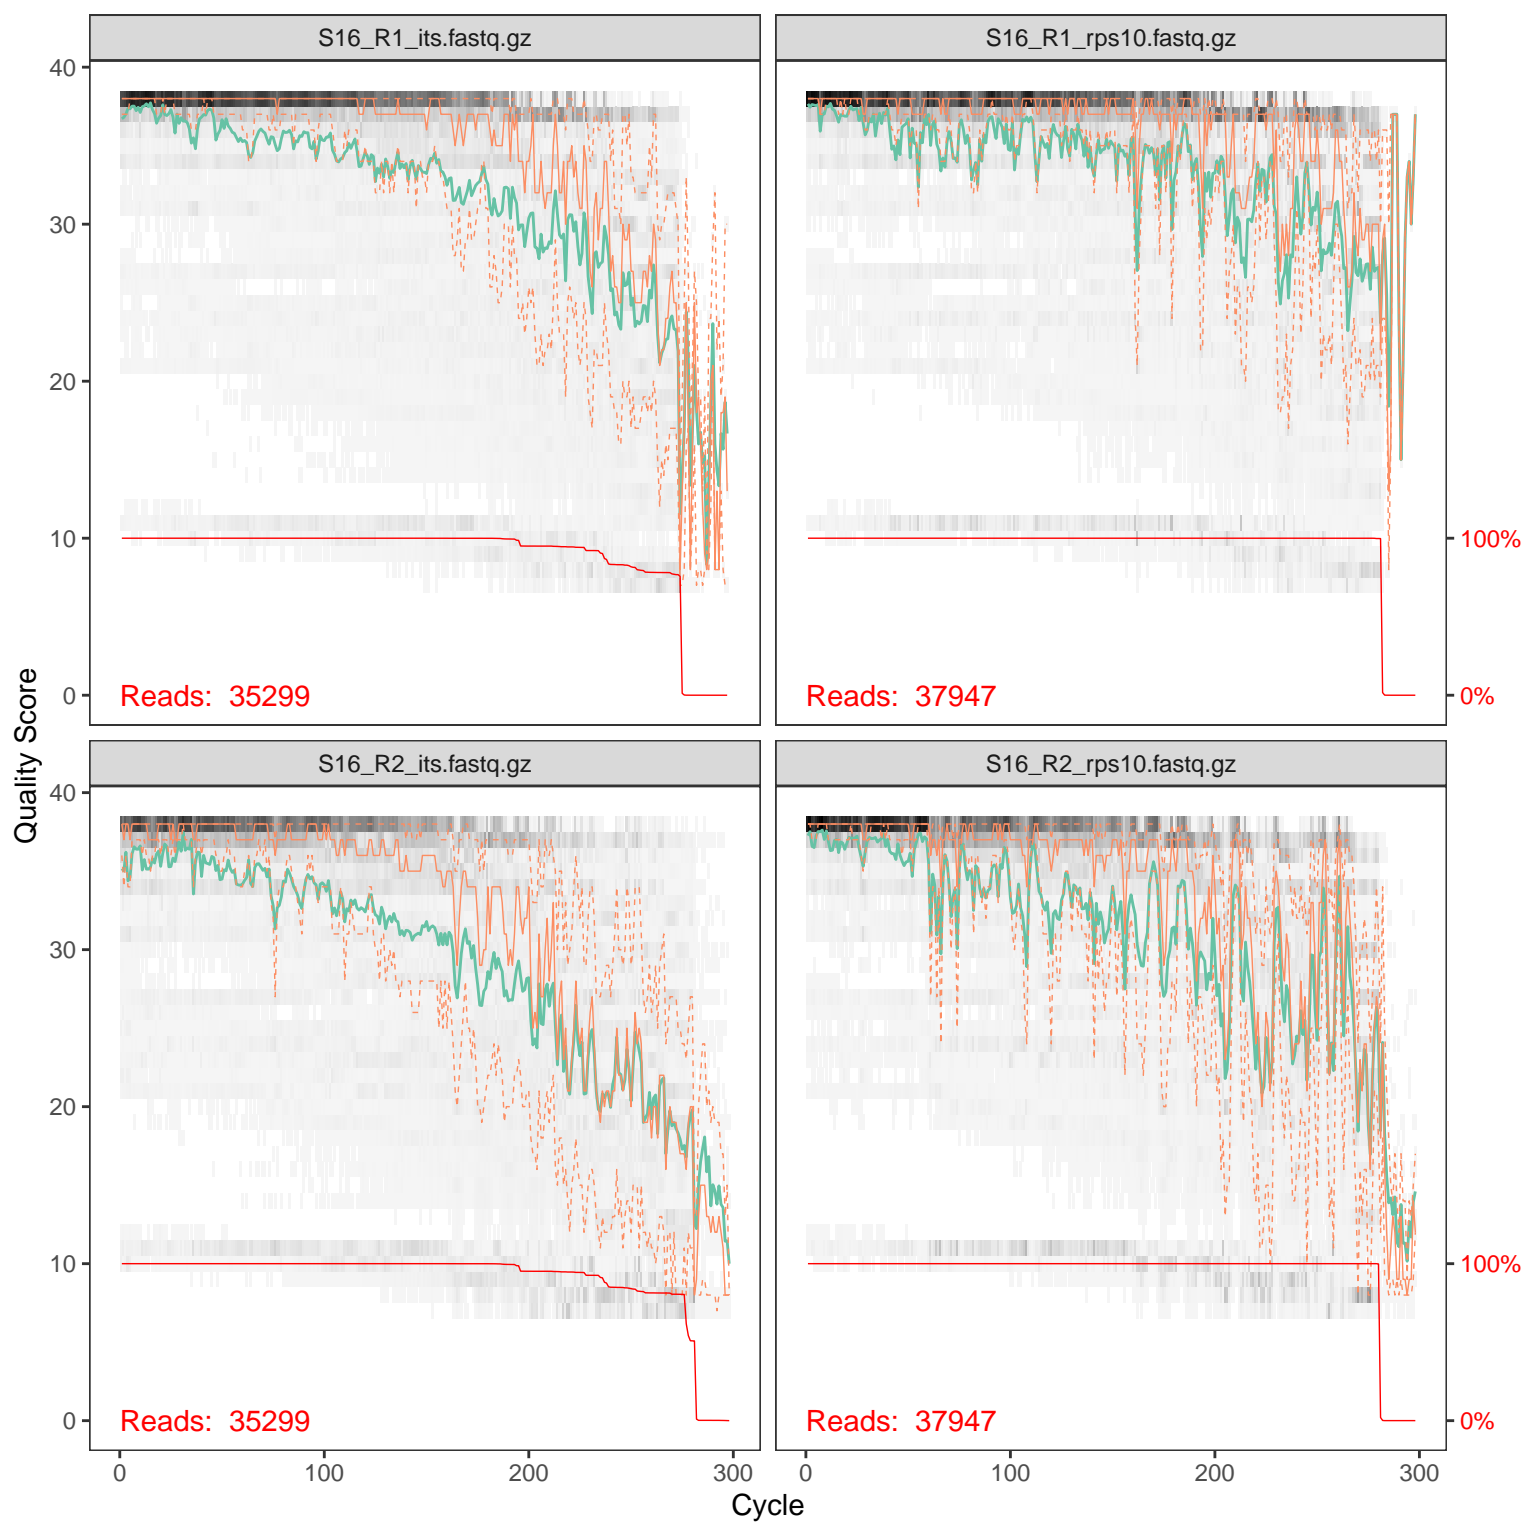 S16_R1_its.fastq.gz
S16_R1_rps10.fastq.gz
40
30
20
10
0
100%
0%
Reads: 35299
Reads: 37947
Quality Score
S16_R2_its.fastq.gz
S16_R2_rps10.fastq.gz
40
30
20
10
0
100%
0%
Reads: 35299
Reads: 37947
0 100 200 300
0 100 200 300
Cycle